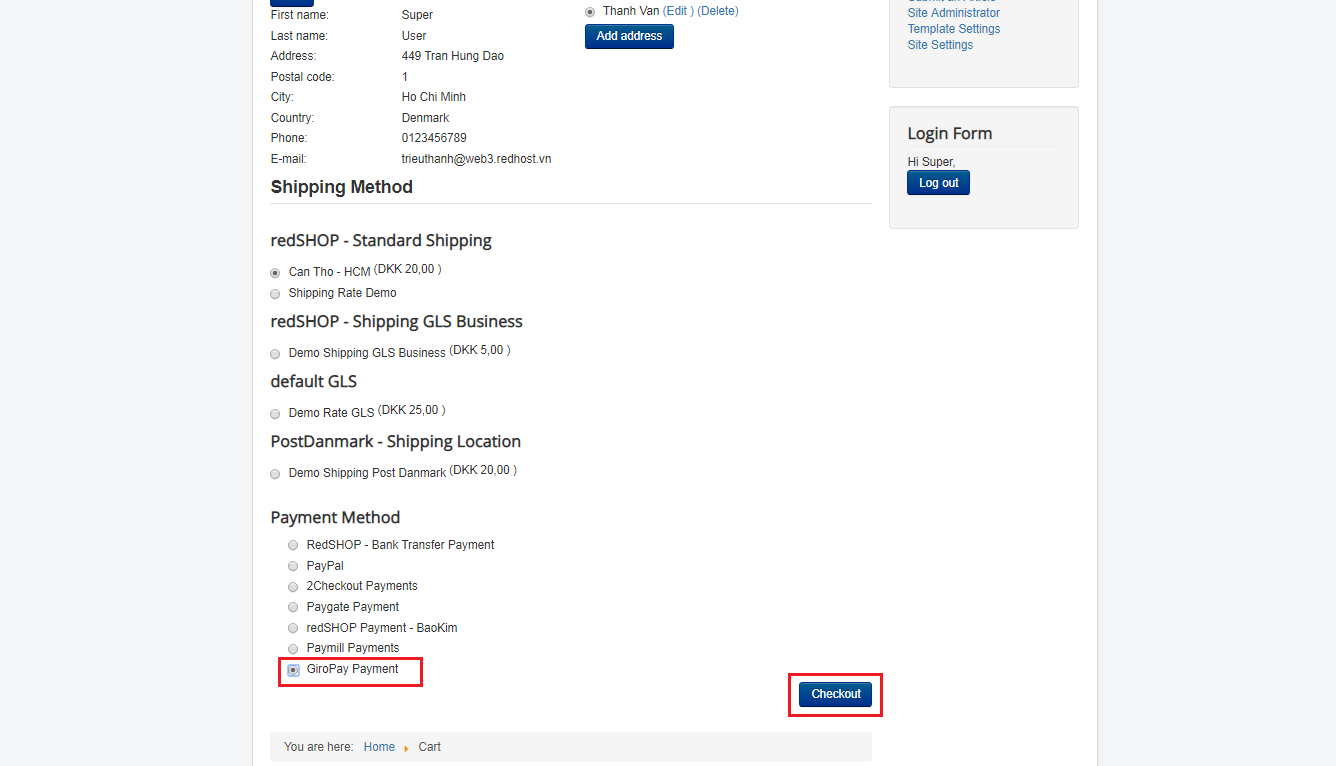 First name: Super
Last name: User
Address: 449 Tran Hung Dao
Postal code: 1
City: Ho Chi Minh
Country: Denmark
Phone: 0123456789
E-mail: trieuthanh@web3.redhost.vn
Thanh Van (Edit ) (Delete)
Add address
Shipping Method
redSHOP - Standard Shipping
Can Tho - HCM (DKK 20,00 )
Shipping Rate Demo
redSHOP - Shipping GLS Business
Demo Shipping GLS Business (DKK 5,00 )
default GLS
Demo Rate GLS (DKK 25,00 )
PostDanmark - Shipping Location
Demo Shipping Post Danmark (DKK 20,00 )
Payment Method
RedSHOP - Bank Transfer Payment
PayPal
2Checkout Payments
Paygate Payment
redSHOP Payment - BaoKim
Paymill Payments
GiroPay Payment
Checkout
You are here: Home Cart
Site Administrator
Template Settings
Site Settings
Login Form
Hi Super,
Log out